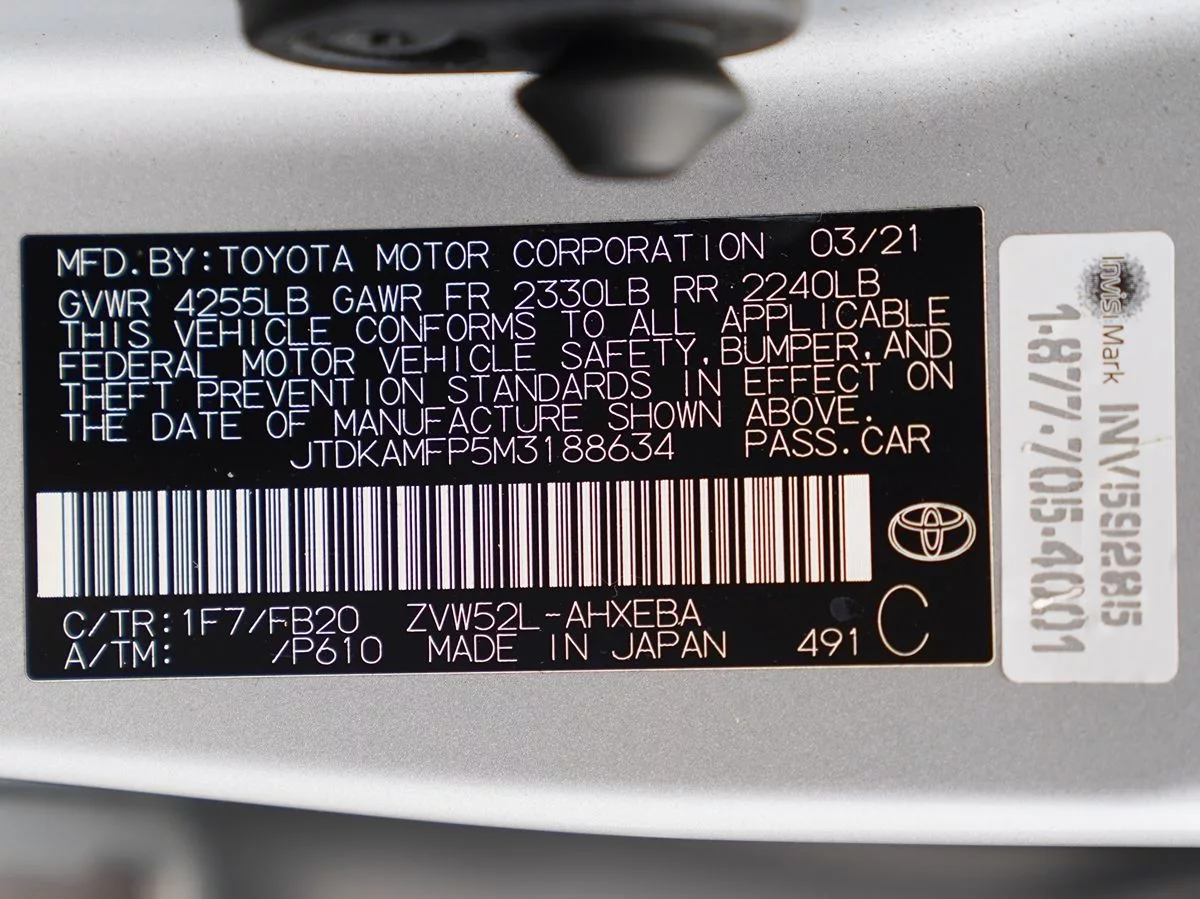 MFD. BY: TOYOTA MOTOR CORPORATION 03/21
GVWR 4255LB GAWR FR 2330LB RR 2240LB
THIS VEHICLE CONFORMS TO ALL APPLICABLE
FEDERAL MOTOR VEHICLE SAFETY, BUMPER, AND
THEFT PREVENTION STANDARDS IN EFFECT ON
THE DATE OF MANUFACTURE SHOWN ABOVE.
JTDKAMFP5M3188634 PASS. CAR
C/TR: 1F7/FB20 ZVW52L-AHXEBA
A/TM: /P610 MADE IN JAPAN 491 C
InvisiMark INV59285
1-877-705-4001